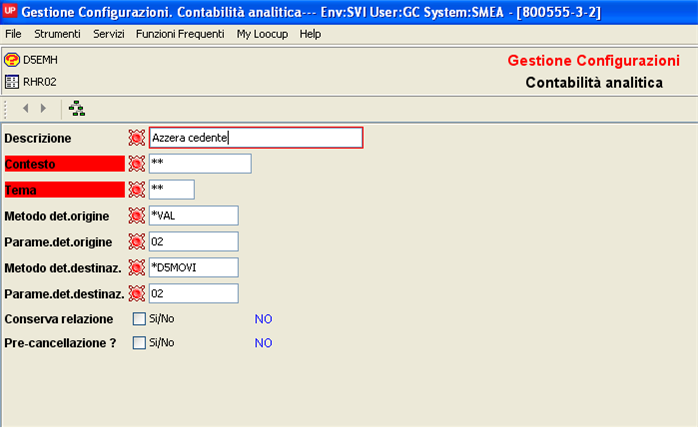 UP Gestione Configurazioni. Contabilità analitica--- Env:SVI User:GC System:SMEA - [800555-3-2]
File Strumenti Servizi Funzioni Frequenti My Loocup Help
D5EMH Gestione Configurazioni
RHR02 Contabilità analitica
Descrizione Azzera cedente
Contesto **
Tema **
Metodo det.origine *VAL
Parame.det.origine 02
Metodo det.destinaz. *D5MOVI
Parame.det.destinaz. 02
Conserva relazione Si/No NO
Pre-cancellazione ? Si/No NO